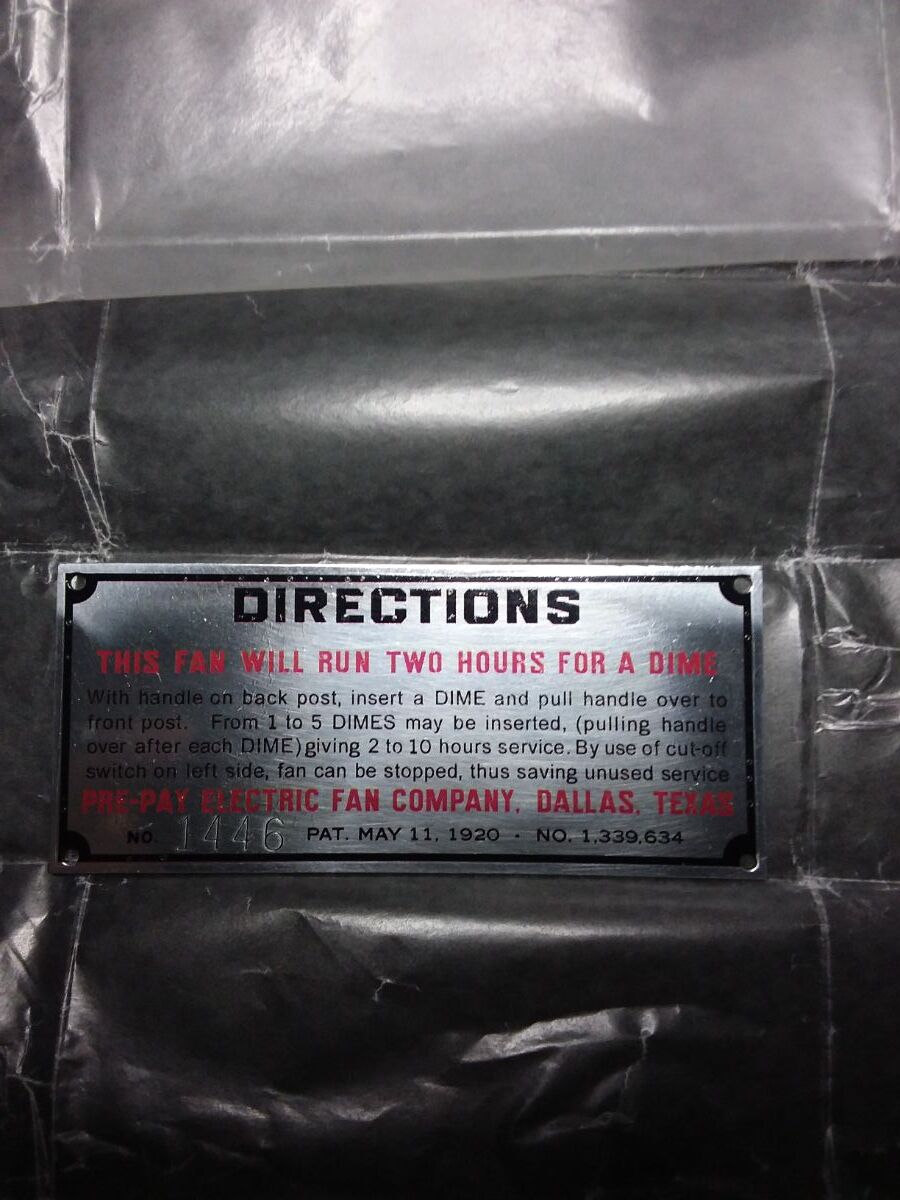 DIRECTIONS
THIS FAN WILL RUN TWO HOURS FOR A DIME
With handle on back post, insert a DIME and pull handle over to
front post. From 1 to 5 DIMES may be inserted, (pulling handle
over after each DIME) giving 2 to 10 hours service. By use of cut-off
switch on left side, fan can be stopped, thus saving unused service
PRE-PAY ELECTRIC FAN COMPANY, DALLAS, TEXAS
NO. 1446 PAT. MAY 11, 1920 - NO. 1,339,634